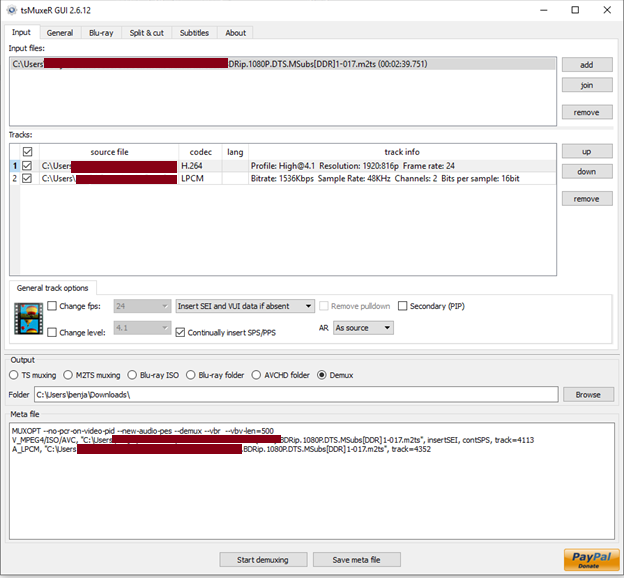 tsMuxeR GUI 2.6.12
Input General Blu-ray Split & cut Subtitles About
Input files:
C:\Users\ BDRip.1080P.DTS.MSubs[DDR]1-017.m2ts (00:02:39.751)
add
join
remove
Tracks:
source file codec lang track info
1 C:\Users H.264 Profile: High@4.1 Resolution: 1920:816p Frame rate: 24
2 C:\Users\ LPCM Bitrate: 1536Kbps Sample Rate: 48KHz Channels: 2 Bits per sample: 16bit
up
down
remove
General track options
Change fps: 24 Insert SEI and VUI data if absent Remove pulldown Secondary (PIP)
Change level: 4.1 Continually insert SPS/PPS AR As source
Output
TS muxing M2TS muxing Blu-ray ISO Blu-ray folder AVCHD folder Demux
Folder C:\Users\benja\Downloads\ Browse
Meta file
MUXOPT --no-pcr-on-video-pid --new-audio-pes --demux --vbr --vbv-len=500
V_MPEG4/ISO/AVC, "C:\Users .BDRip.1080P.DTS.MSubs[DDR]1-017.m2ts", insertSEI, contSPS, track=4113
A_LPCM, "C:\Users .BDRip.1080P.DTS.MSubs[DDR]1-017.m2ts", track=4352
Start demuxing Save meta file
PayPal
Donate